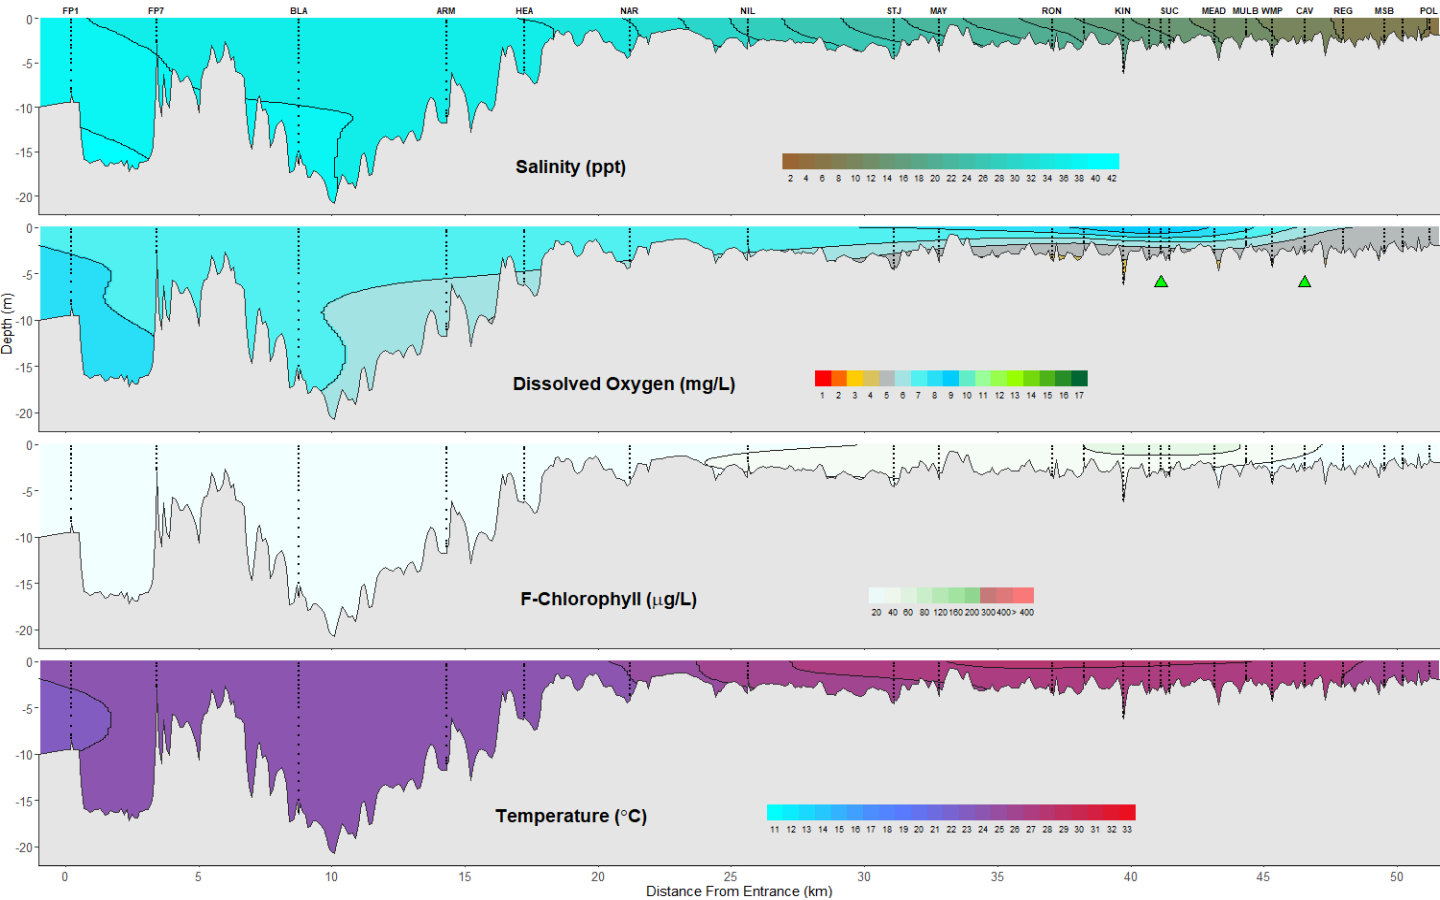 FP1 FP7 BLA ARM HEA NAR NIL STJ MAY RON KIN SUC MEAD MULB WMP CAV REG MSB POL
0
-5
-10
-15
-20
Salinity (ppt)
2 4 6 8 10 12 14 16 18 20 22 24 26 28 30 32 34 36 38 40 42
0
-5
-10
-15
-20
Dissolved Oxygen (mg/L)
1 2 3 4 5 6 7 8 9 10 11 12 13 14 15 16 17
Depth (m)
0
-5
-10
-15
-20
F-Chlorophyll (µg/L)
20 40 60 80 120 160 200 300 400 > 400
0
-5
-10
-15
-20
Temperature (°C)
11 12 13 14 15 16 17 18 19 20 21 22 23 24 25 26 27 28 29 30 31 32 33
0 5 10 15 20 25 30 35 40 45 50
Distance From Entrance (km)